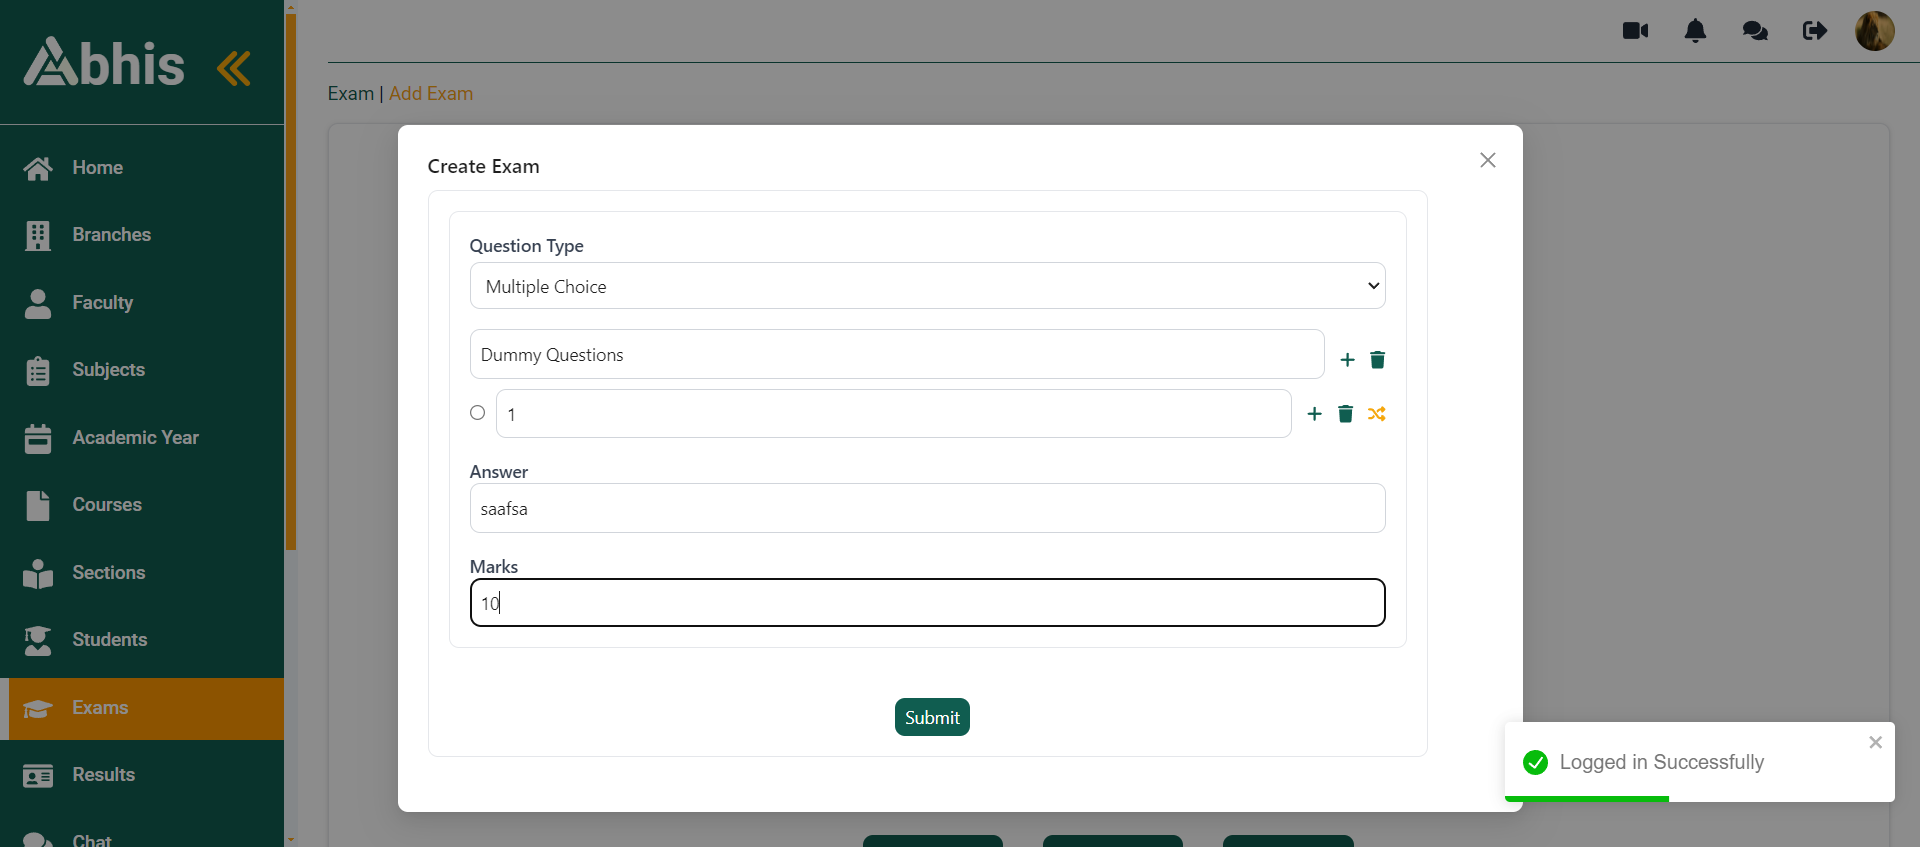 Abhis
Home
Branches
Faculty
Subjects
Academic Year
Courses
Sections
Students
Exams
Results
Chat
Exam | Add Exam
Create Exam
Question Type
Multiple Choice
Dummy Questions
1
Answer
saafsa
Marks
10
Submit
Logged in Successfully